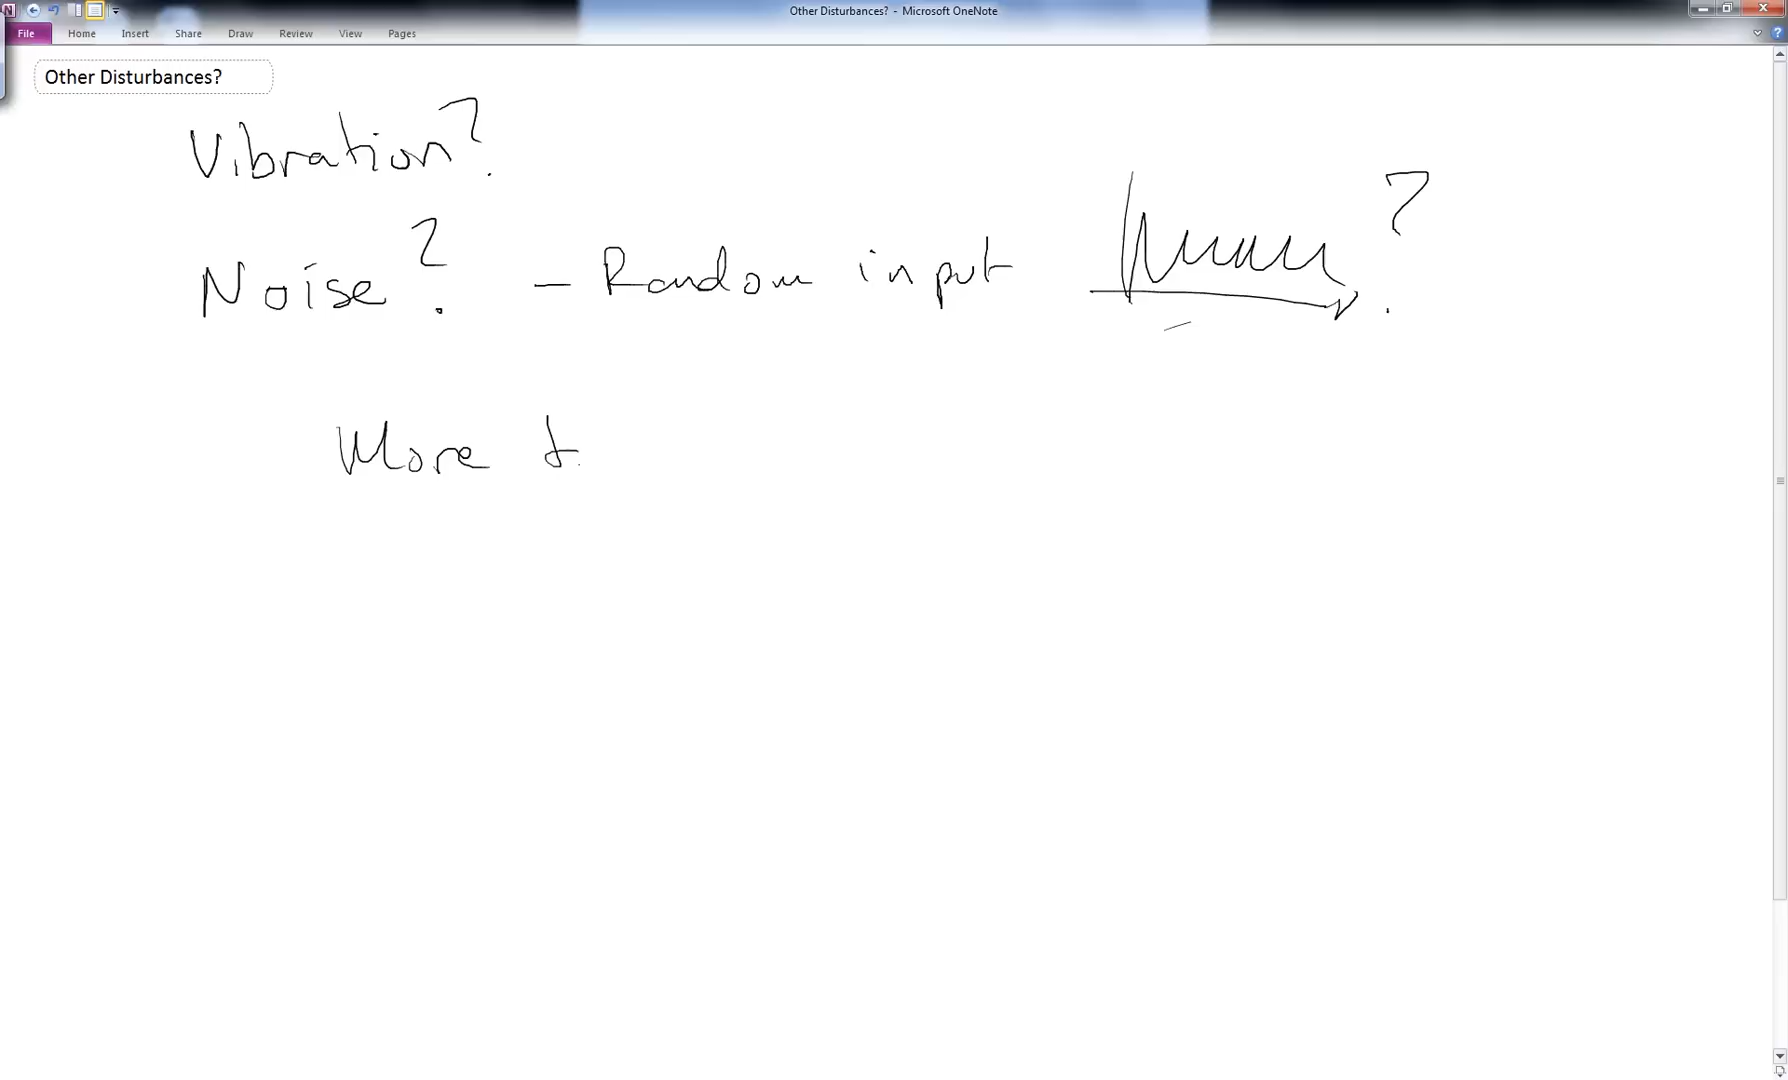 Other Disturbances? - Microsoft OneNote
File Home Insert Share Draw Review View Pages
Other Disturbances?
Vibration?
Noise? - Random input ?
More t